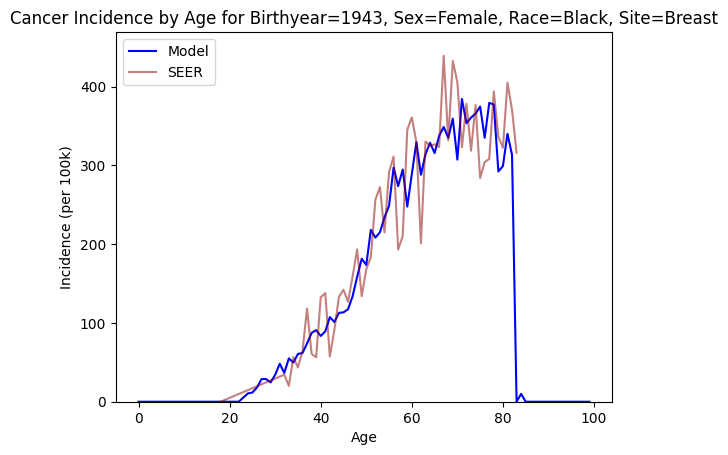 Cancer Incidence by Age for Birthyear=1943, Sex=Female, Race=Black, Site=Breast
Model
SEER
Incidence (per 100k)
400
300
200
100
0
0 20 40 60 80 100
Age